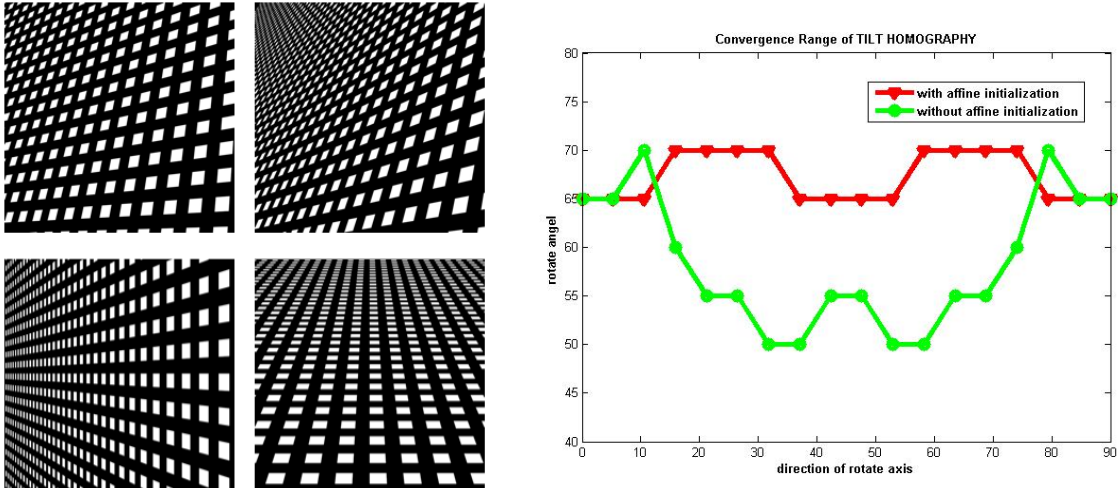 Convergence Range of TILT HOMOGRAPHY
80
75
70
65
60
55
50
45
40
rotate angel
with affine initialization
without affine initialization
0 10 20 30 40 50 60 70 80 90
direction of rotate axis